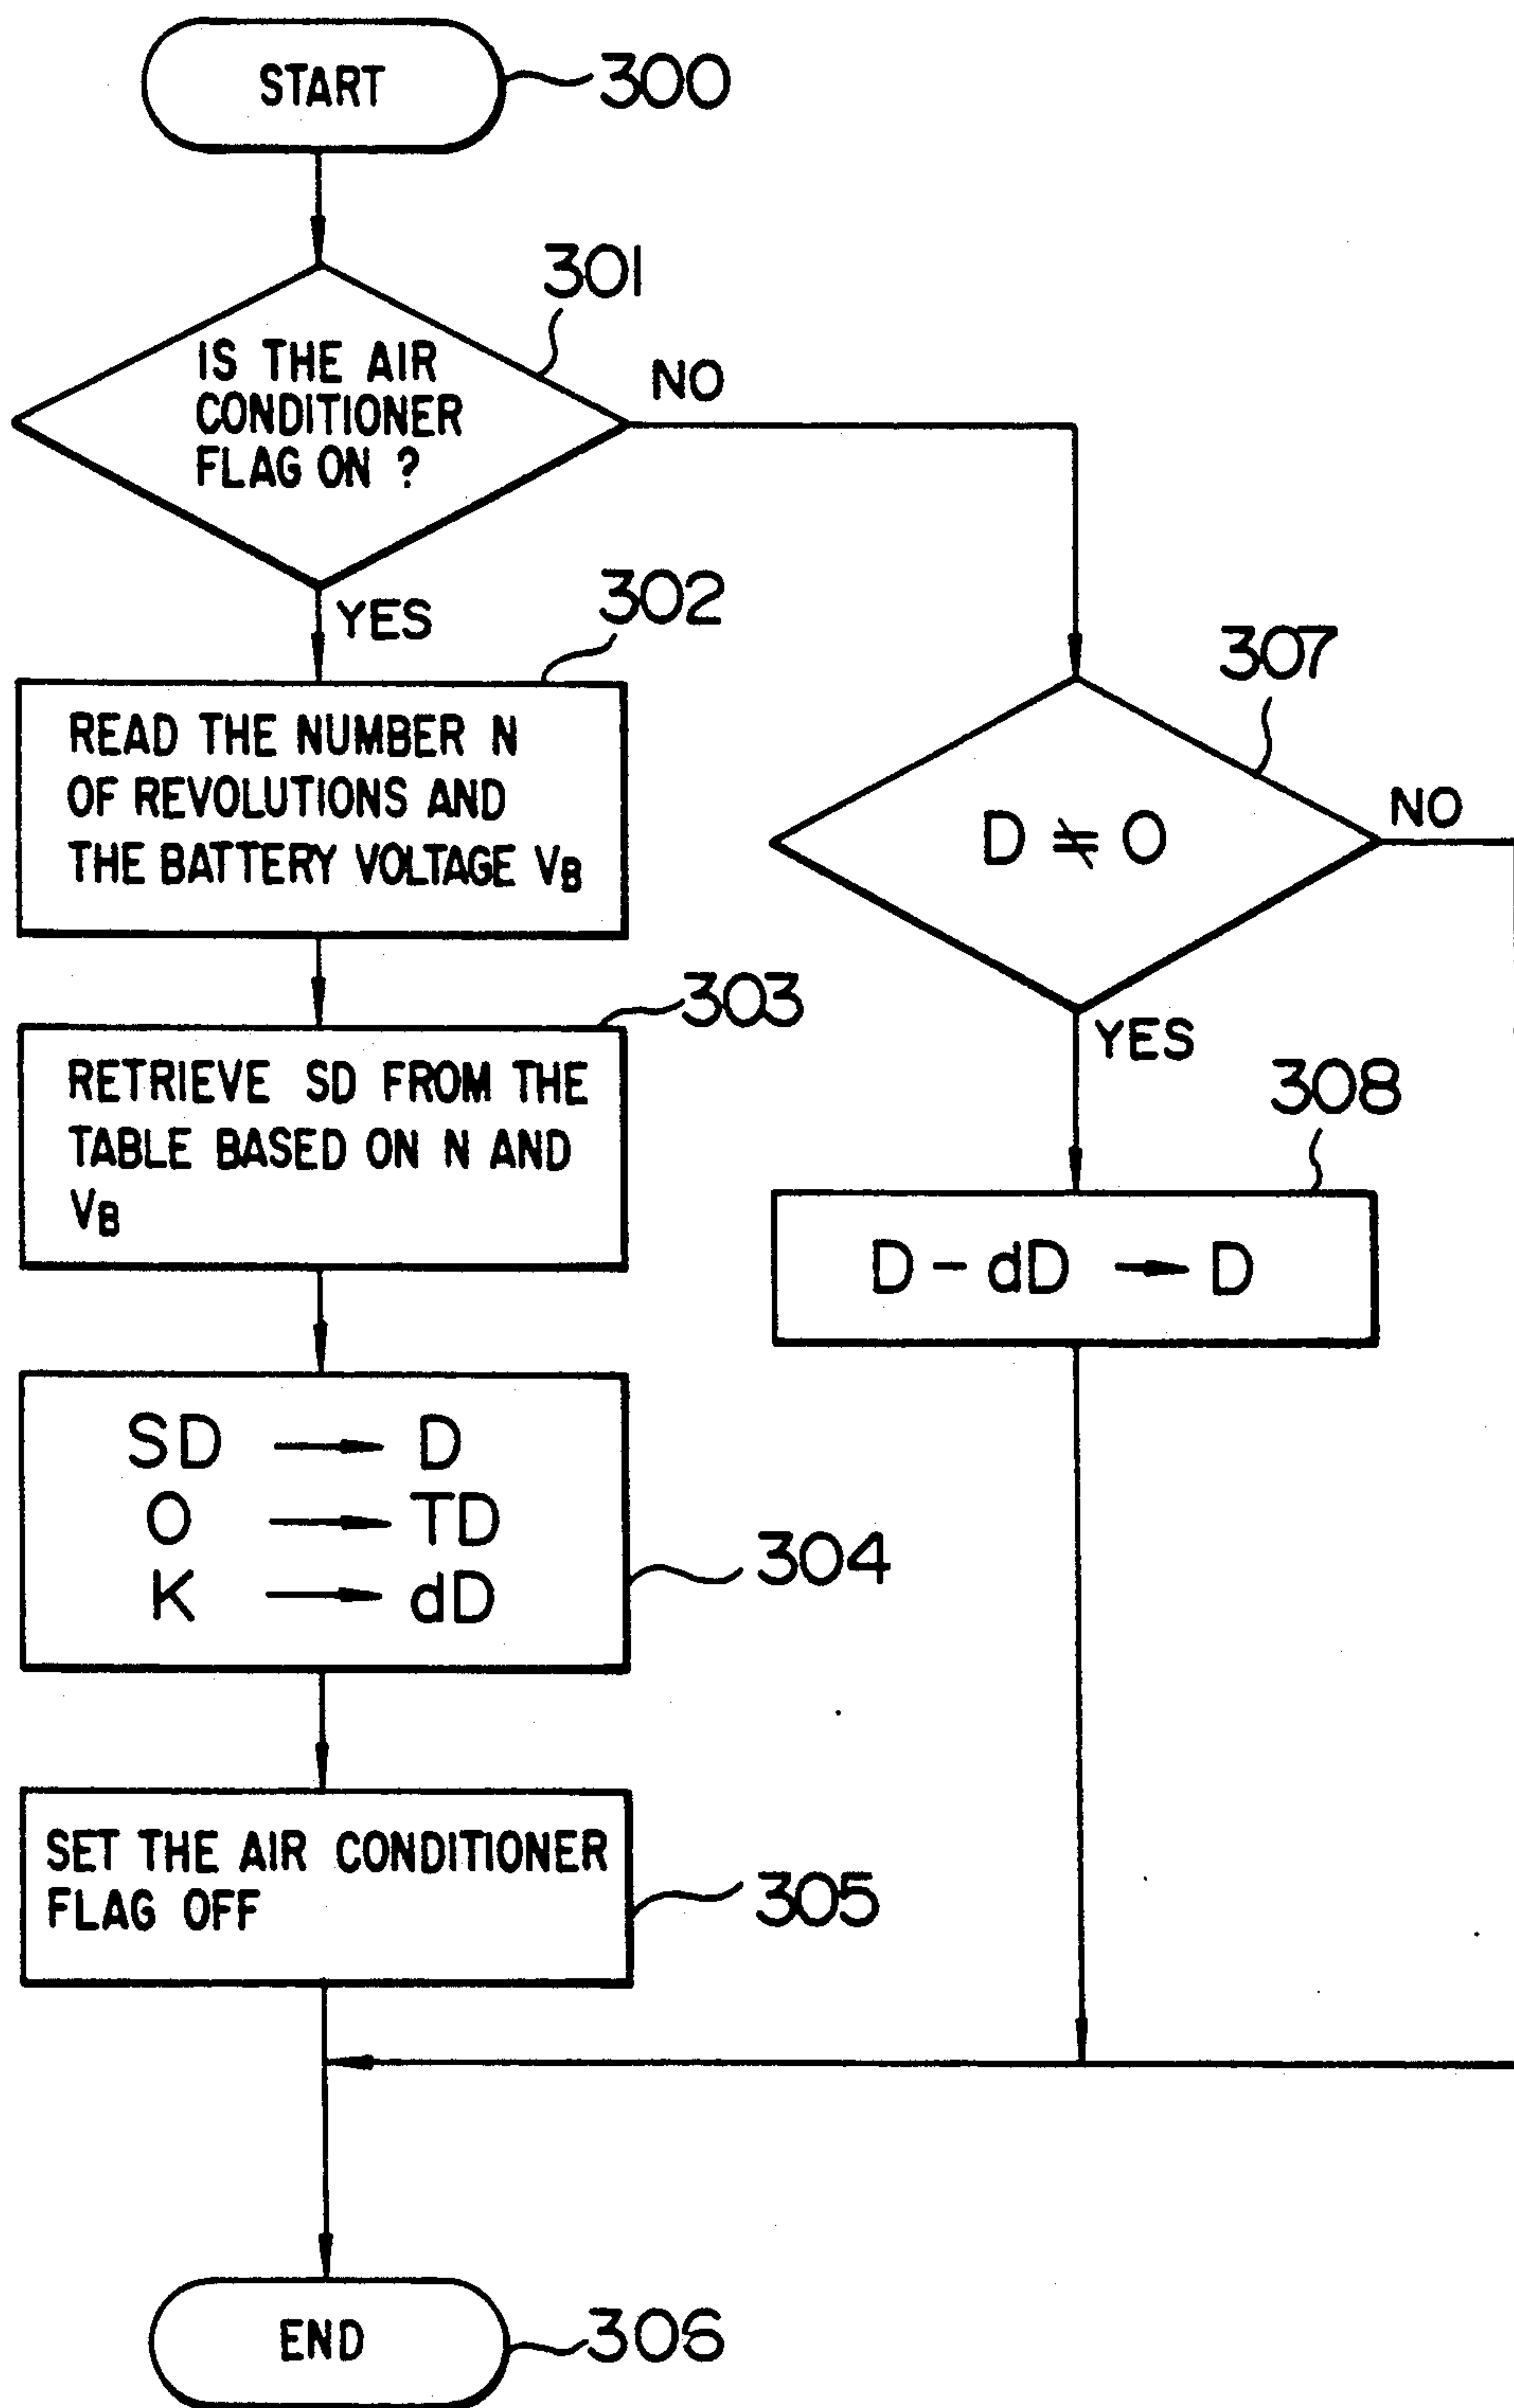 START
300
301
IS THE AIR
CONDITIONER
FLAG ON ?
NO
YES
302
READ THE NUMBER N
OF REVOLUTIONS AND
THE BATTERY VOLTAGE VB
303
RETRIEVE SD FROM THE
TABLE BASED ON N AND
VB
SD → D
O → TD
K → dD
304
SET THE AIR CONDITIONER
FLAG OFF
305
END
306
307
D ≠ O
NO
YES
308
D - dD → D